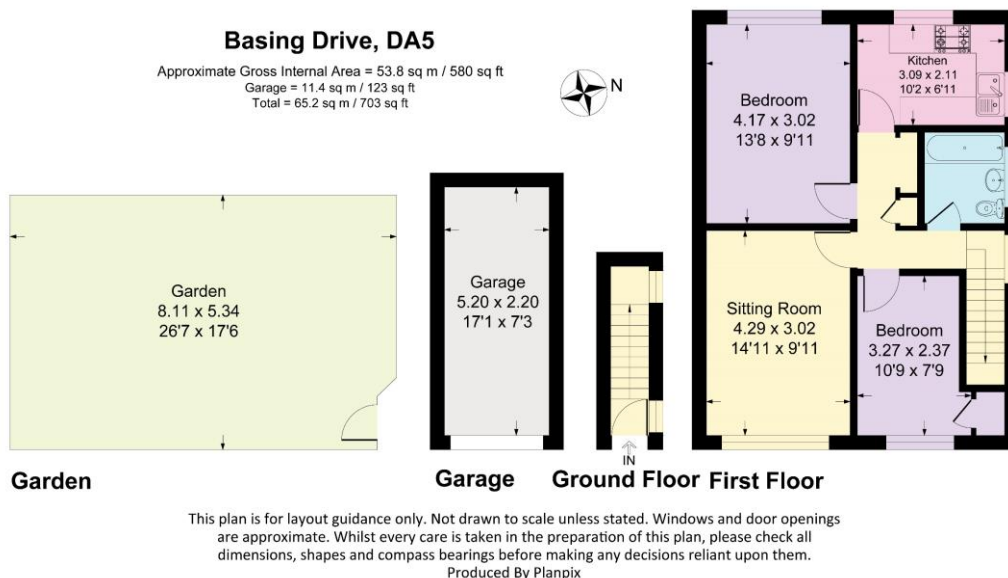 Basing Drive, DA5
Approximate Gross Internal Area = 53.8 sq m / 580 sq ft
Garage = 11.4 sq m / 123 sq ft
Total = 65.2 sq m / 703 sq ft
N
Garden
8.11 x 5.34
26'7 x 17'6
Garden
Garage
5.20 x 2.20
17'1 x 7'3
Garage
IN
Ground Floor
Bedroom
4.17 x 3.02
13'8 x 9'11
Kitchen
3.09 x 2.11
10'2 x 6'11
Sitting Room
4.29 x 3.02
14'11 x 9'11
Bedroom
3.27 x 2.37
10'9 x 7'9
First Floor
This plan is for layout guidance only. Not drawn to scale unless stated. Windows and door openings
are approximate. Whilst every care is taken in the preparation of this plan, please check all
dimensions, shapes and compass bearings before making any decisions reliant upon them.
Produced By Planpix